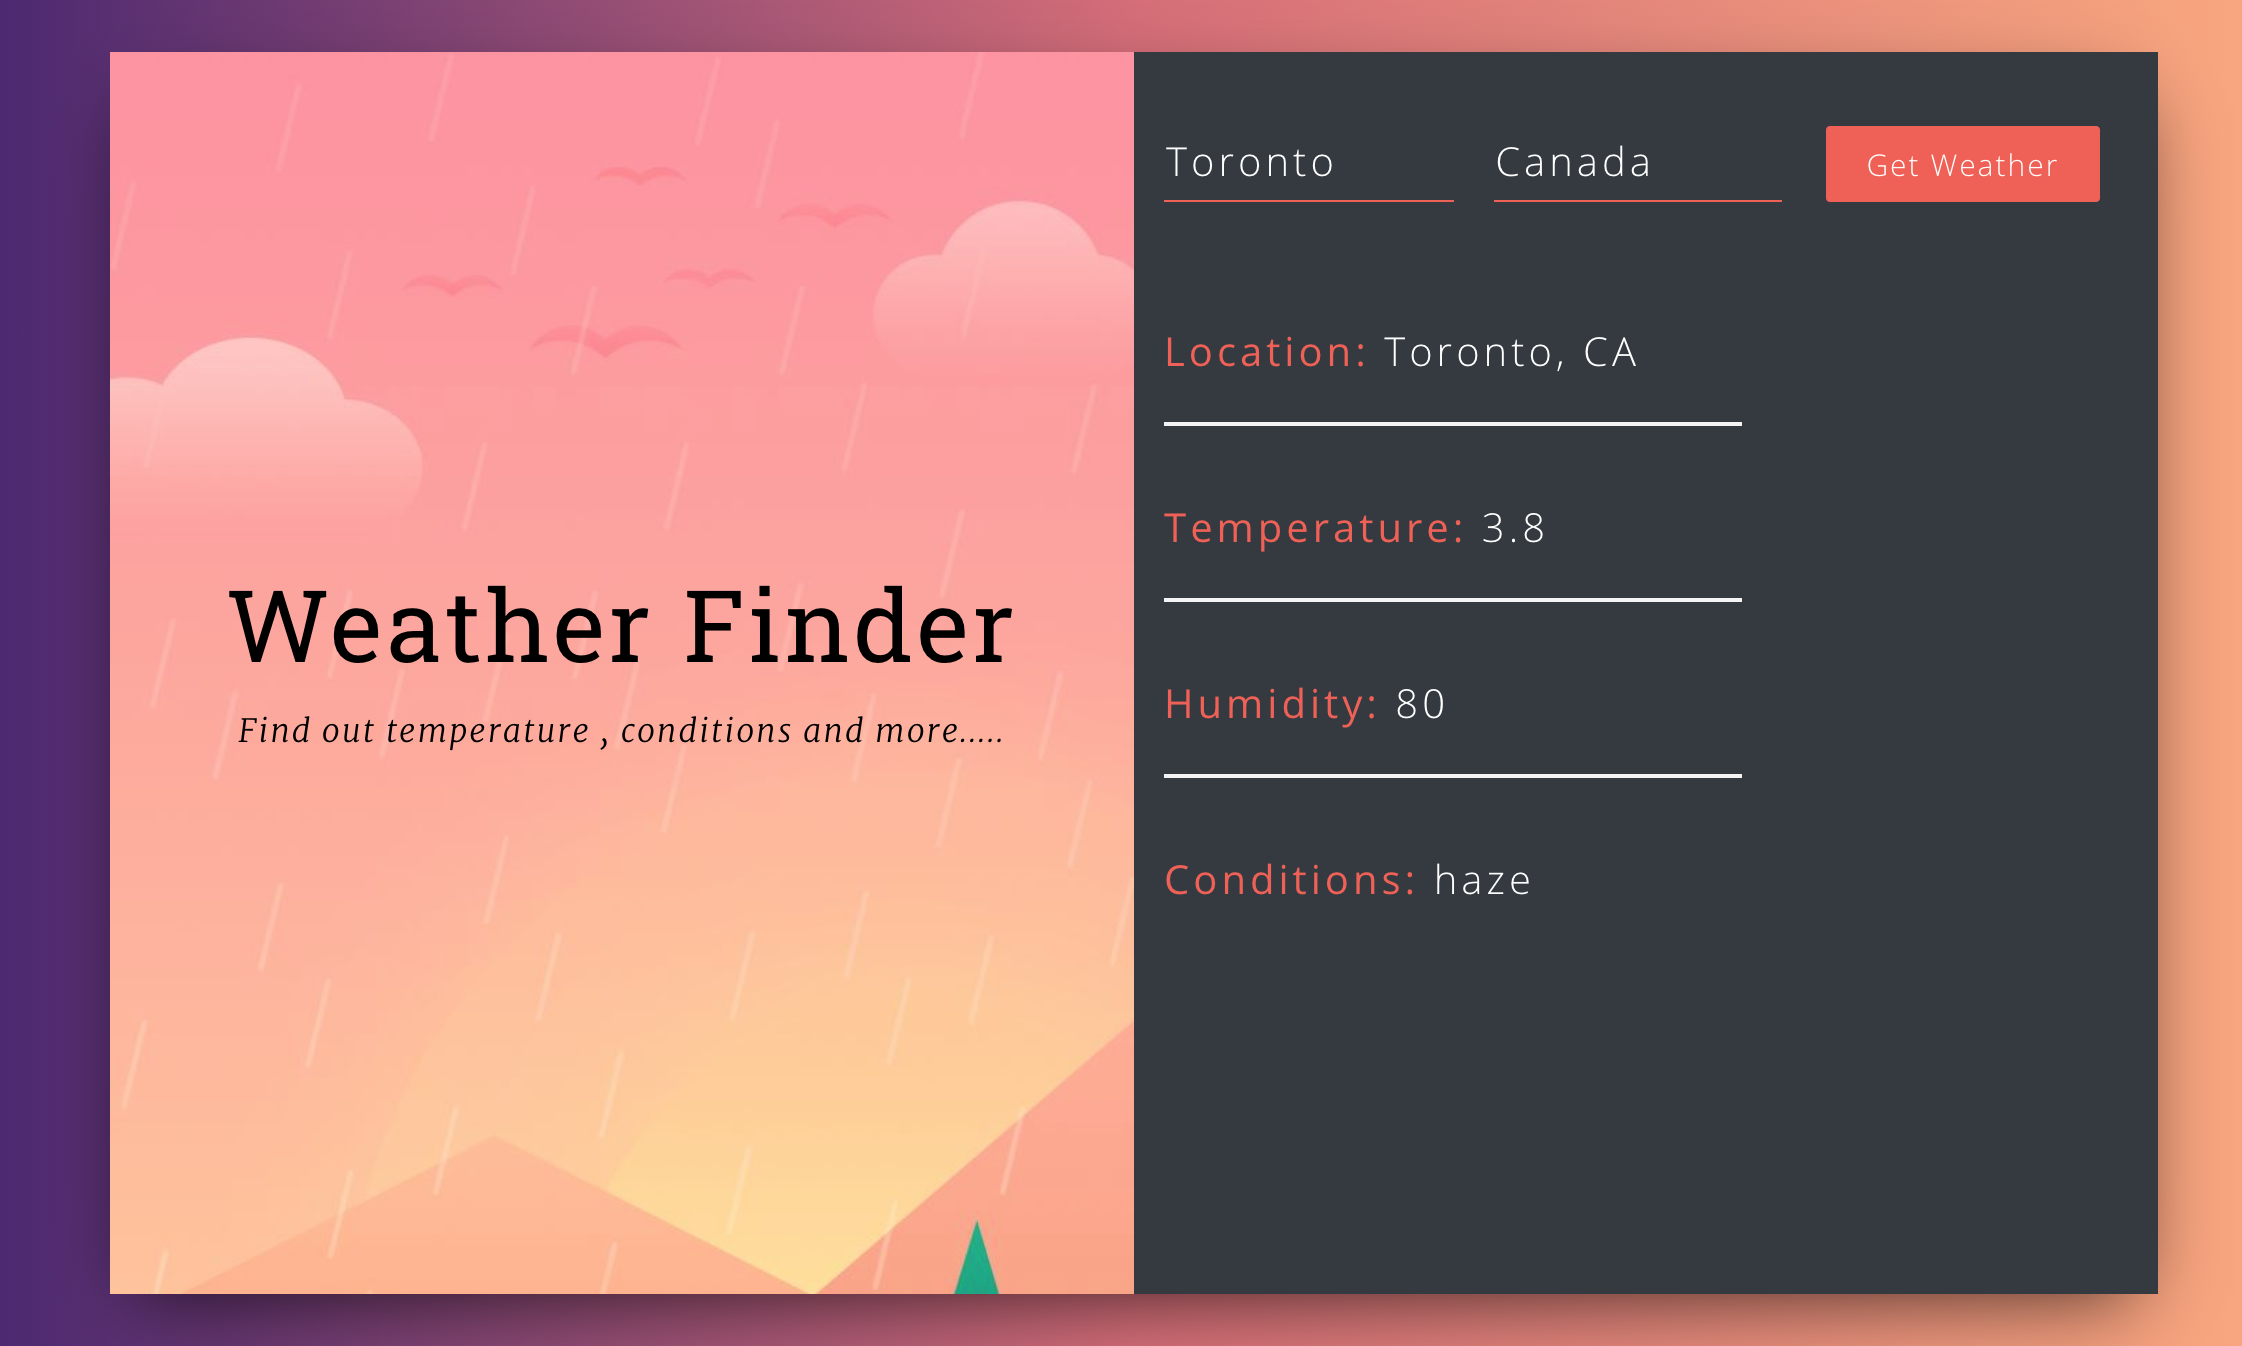 Weather Finder
Find out temperature , conditions and more.....
Toronto Canada Get Weather
Location: Toronto, CA
Temperature: 3.8
Humidity: 80
Conditions: haze